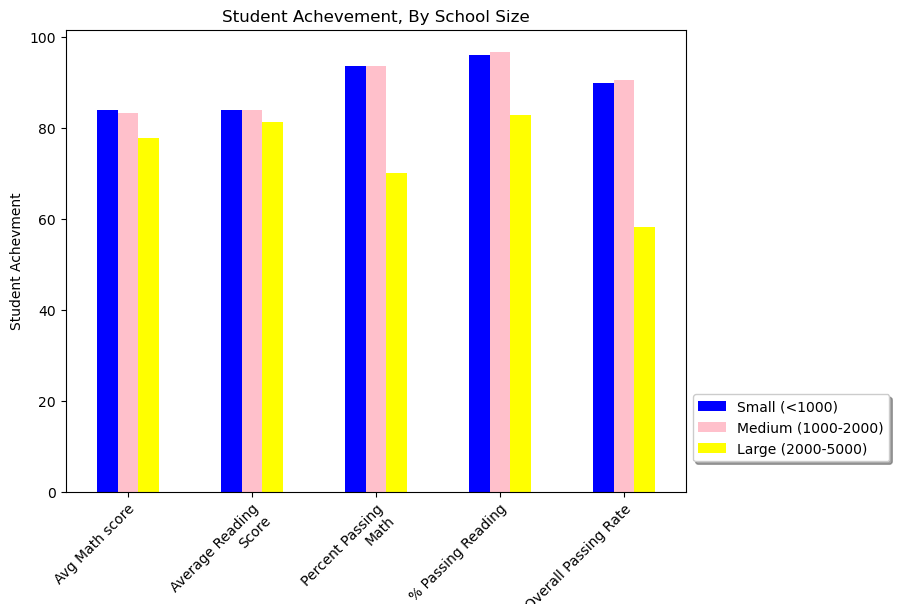 Student Achevement, By School Size
Student Achevment
100
80
60
40
20
0
Avg Math score
Average Reading
Score
Percent Passing
Math
% Passing Reading
Overall Passing Rate
Small (<1000)
Medium (1000-2000)
Large (2000-5000)